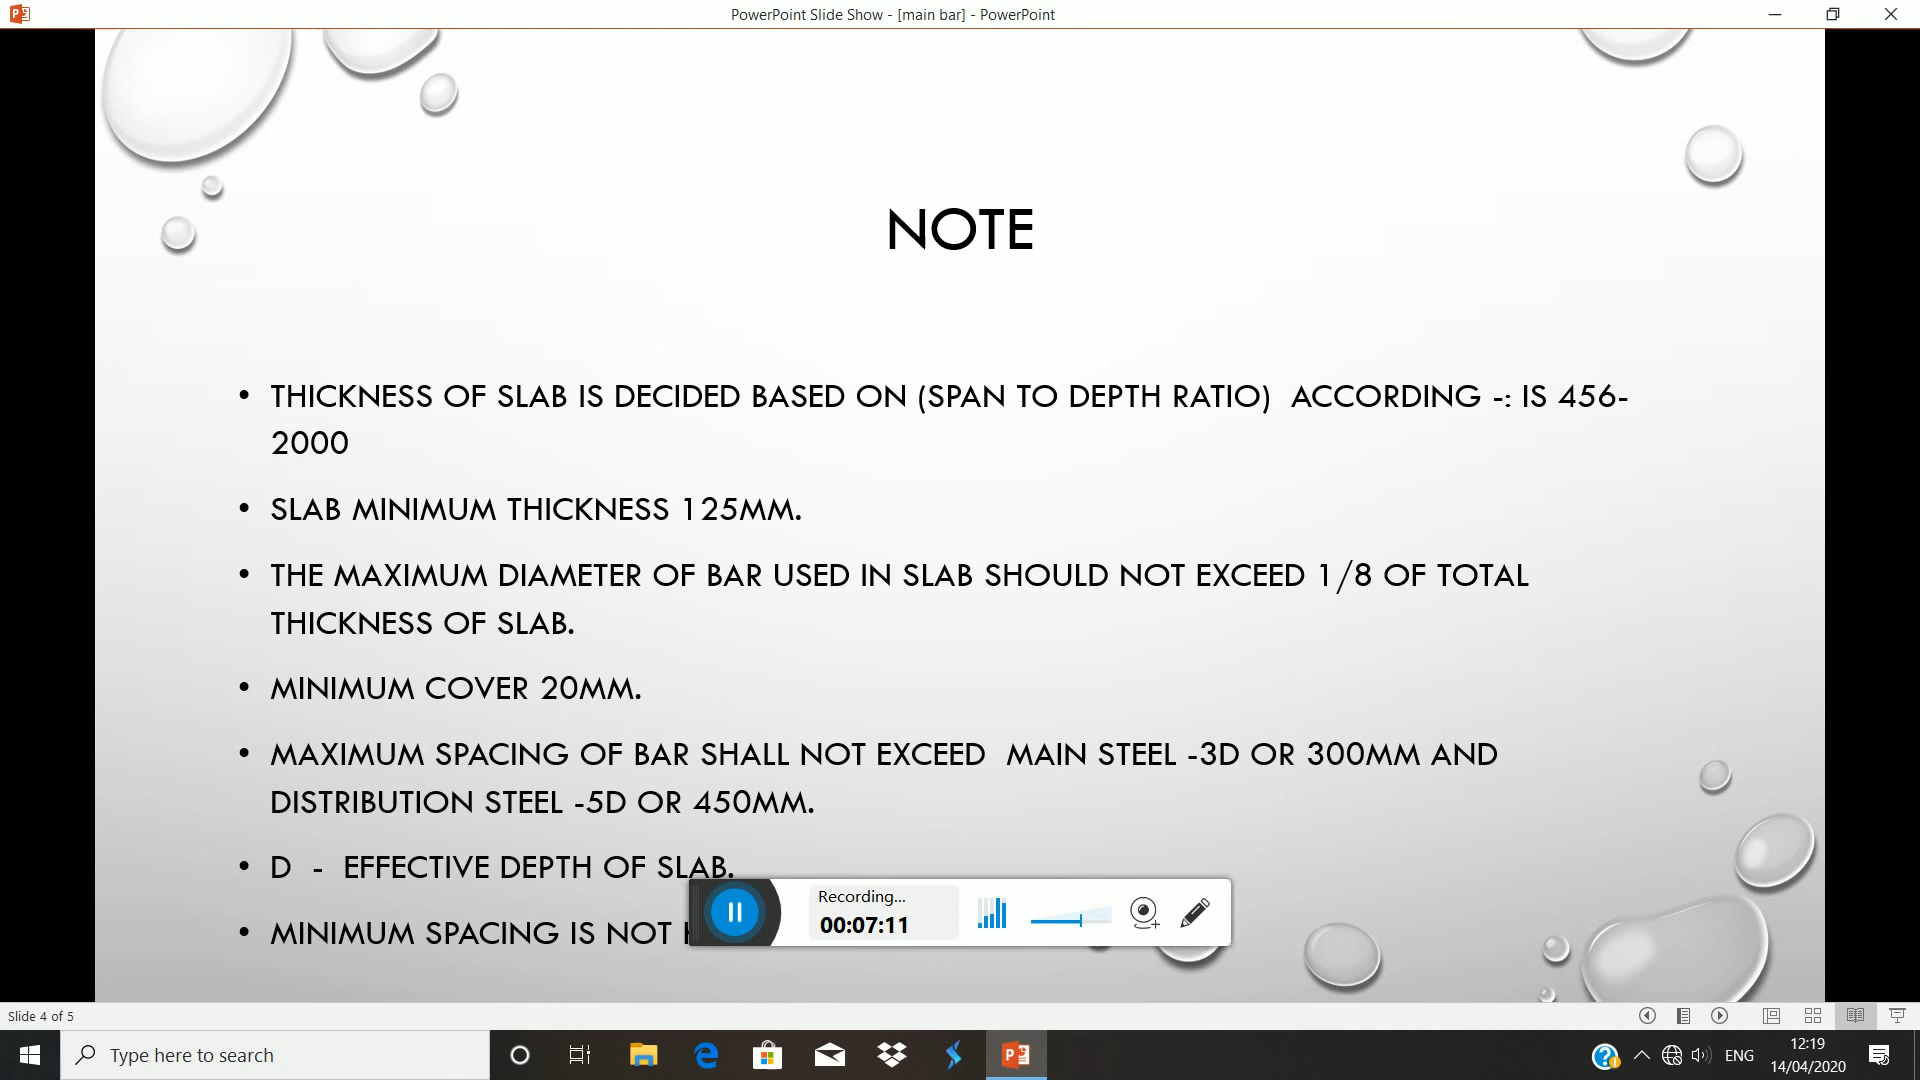 PowerPoint Slide Show - [main bar] - PowerPoint
NOTE
• THICKNESS OF SLAB IS DECIDED BASED ON (SPAN TO DEPTH RATIO) ACCORDING -: IS 456-
2000
• SLAB MINIMUM THICKNESS 125MM.
• THE MAXIMUM DIAMETER OF BAR USED IN SLAB SHOULD NOT EXCEED 1/8 OF TOTAL
THICKNESS OF SLAB.
• MINIMUM COVER 20MM.
• MAXIMUM SPACING OF BAR SHALL NOT EXCEED MAIN STEEL -3D OR 300MM AND
DISTRIBUTION STEEL -5D OR 450MM.
• D - EFFECTIVE DEPTH OF SLAB.
• MINIMUM SPACING IS NOT
Recording...
00:07:11
Slide 4 of 5
Type here to search
ENG
12:19
14/04/2020